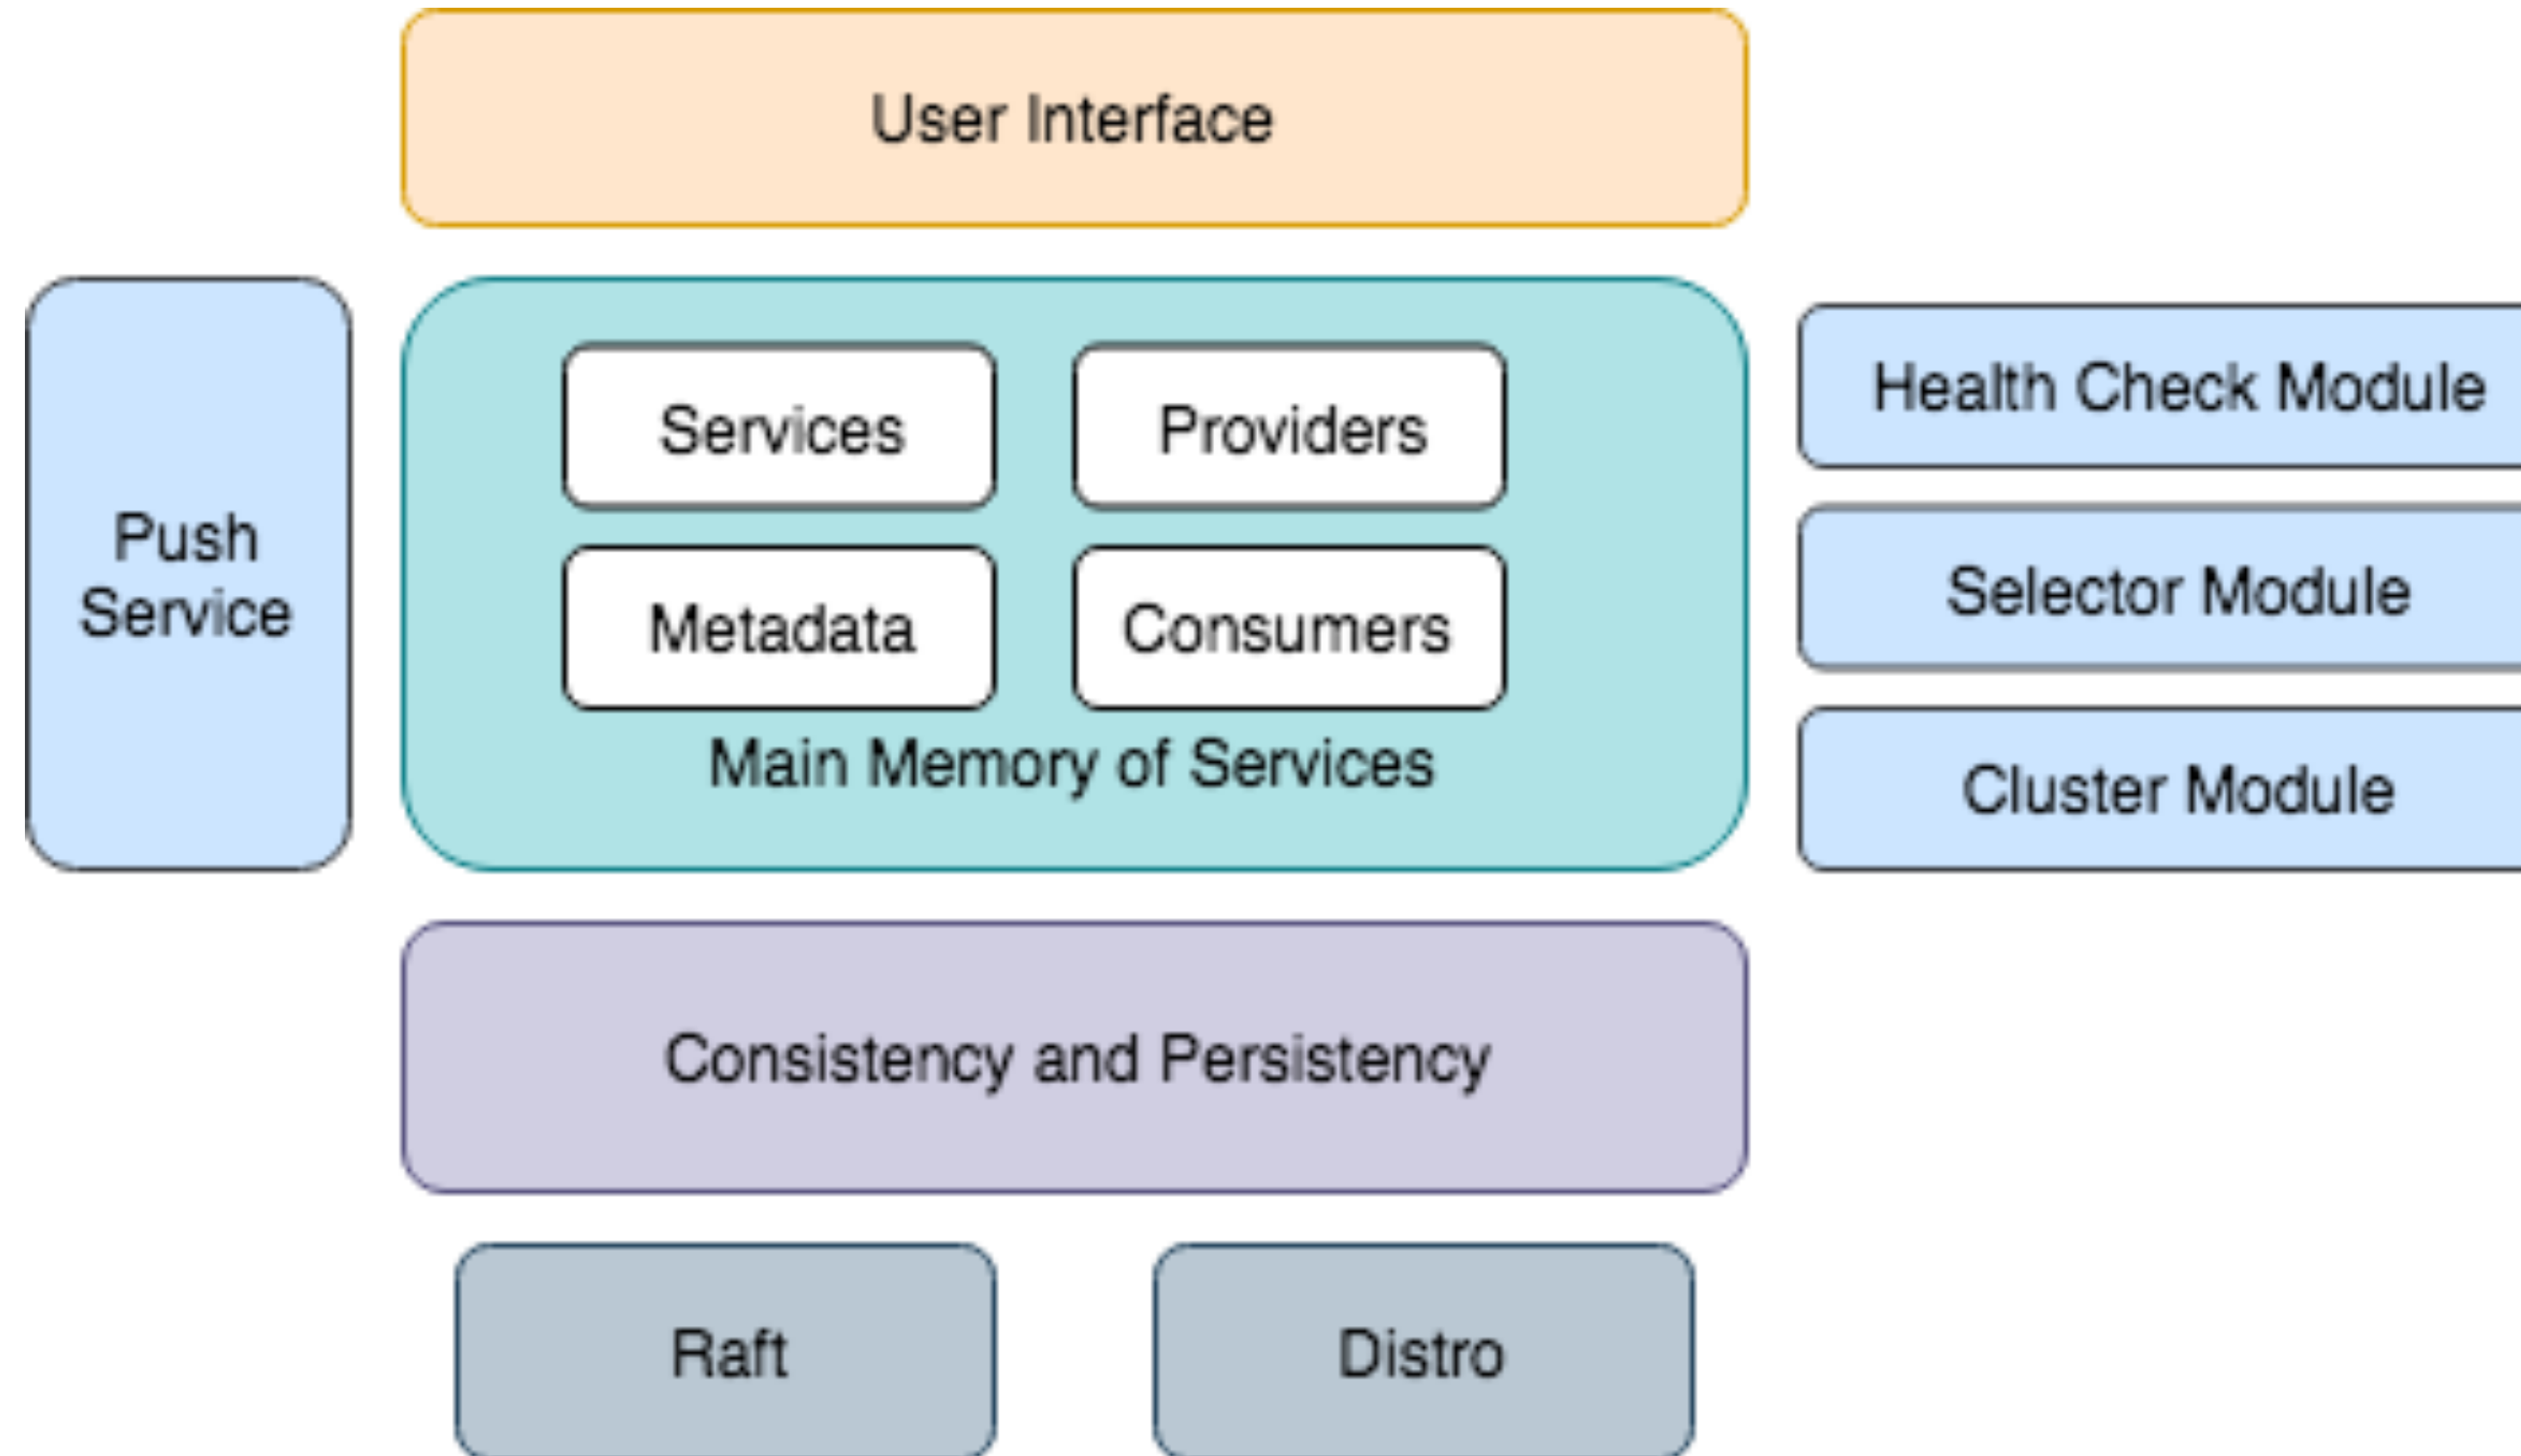 User Interface
Push
Service
Services
Providers
Metadata
Consumers
Main Memory of Services
Health Check Module
Selector Module
Cluster Module
Consistency and Persistency
Raft
Distro